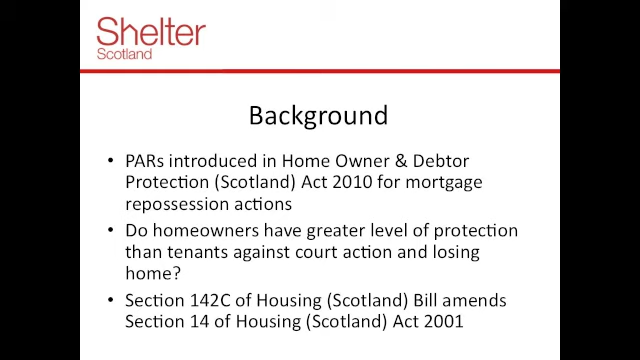 Shelter
Scotland
Background
• PARs introduced in Home Owner & Debtor
Protection (Scotland) Act 2010 for mortgage
repossession actions
• Do homeowners have greater level of protection
than tenants against court action and losing
home?
• Section 142C of Housing (Scotland) Bill amends
Section 14 of Housing (Scotland) Act 2001